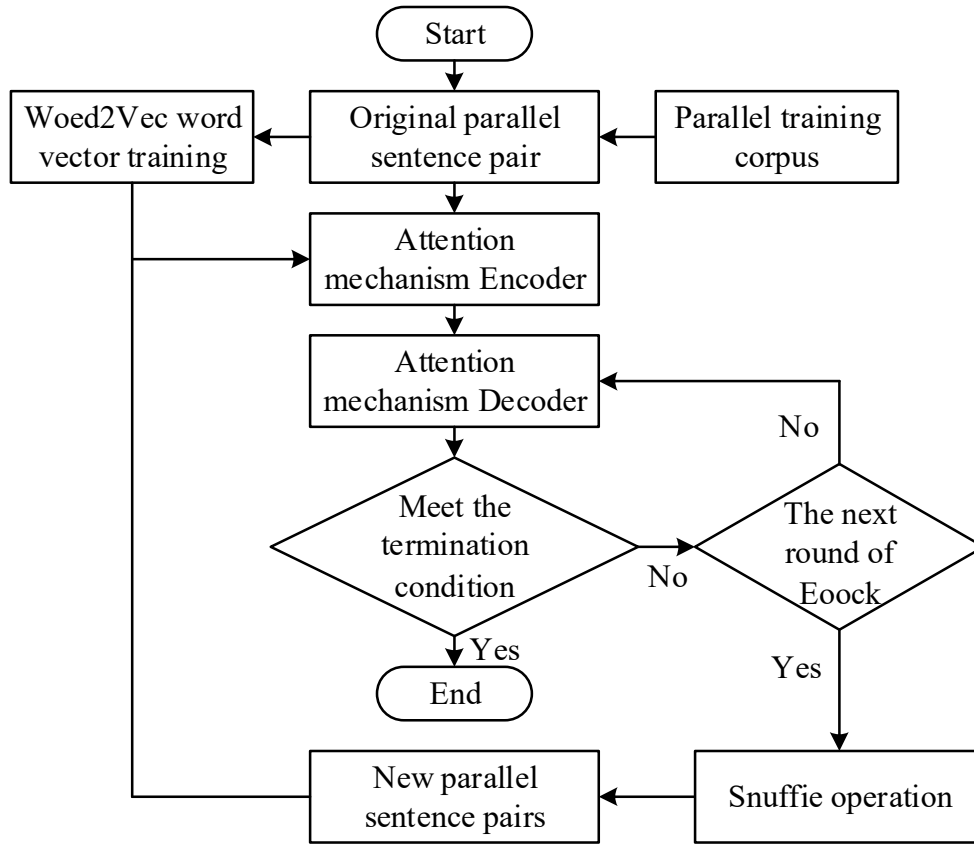 Start
Woed2Vec word
vector training
Original parallel
sentence pair
Parallel training
corpus
Attention
mechanism Encoder
Attention
mechanism Decoder
No
Meet the
termination
condition
No
The next
round of
Eoock
Yes
Yes
End
New parallel
sentence pairs
Snuffie operation